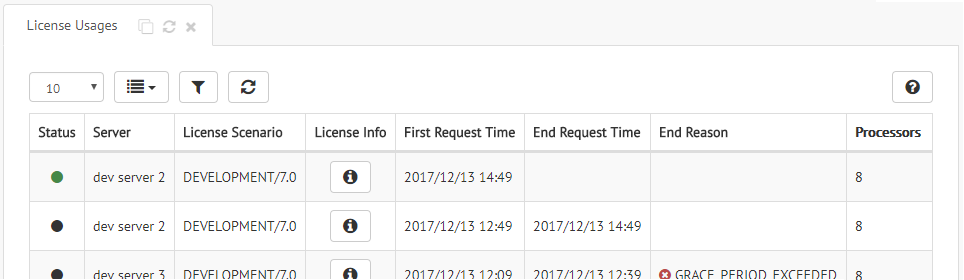 License Usages
10
Status Server License Scenario License Info First Request Time End Request Time End Reason Processors
dev server 2 DEVELOPMENT/7.0 2017/12/13 14:49 8
dev server 2 DEVELOPMENT/7.0 2017/12/13 12:49 2017/12/13 14:49 8
dev server 3 DEVELOPMENT/7.0 2017/12/13 12:09 2017/12/13 12:39 GRACE_PERIOD_EXCEEDED 8